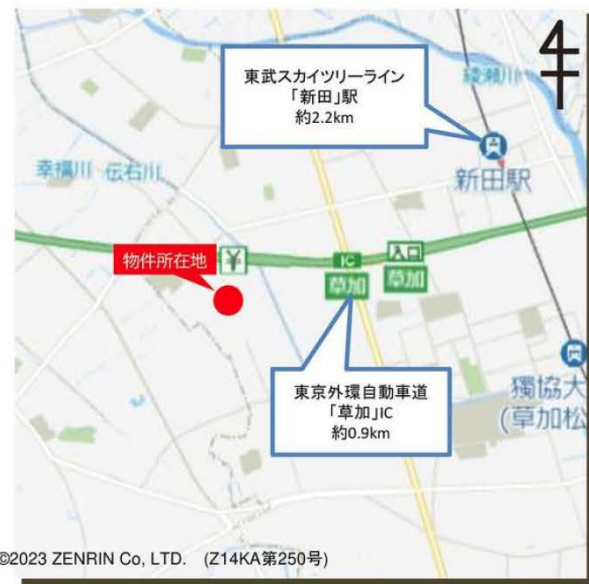 東武スカイツリーライン
「新田」駅
約2.2km
綾瀬川
幸福川
伝右川
新田駅
物件所在地
¥
IC
草加
入口
草加
東京外環自動車道
「草加」IC
約0.9km
獨協大
(草加松
©2023 ZENRIN Co, LTD. (Z14KA第250号)